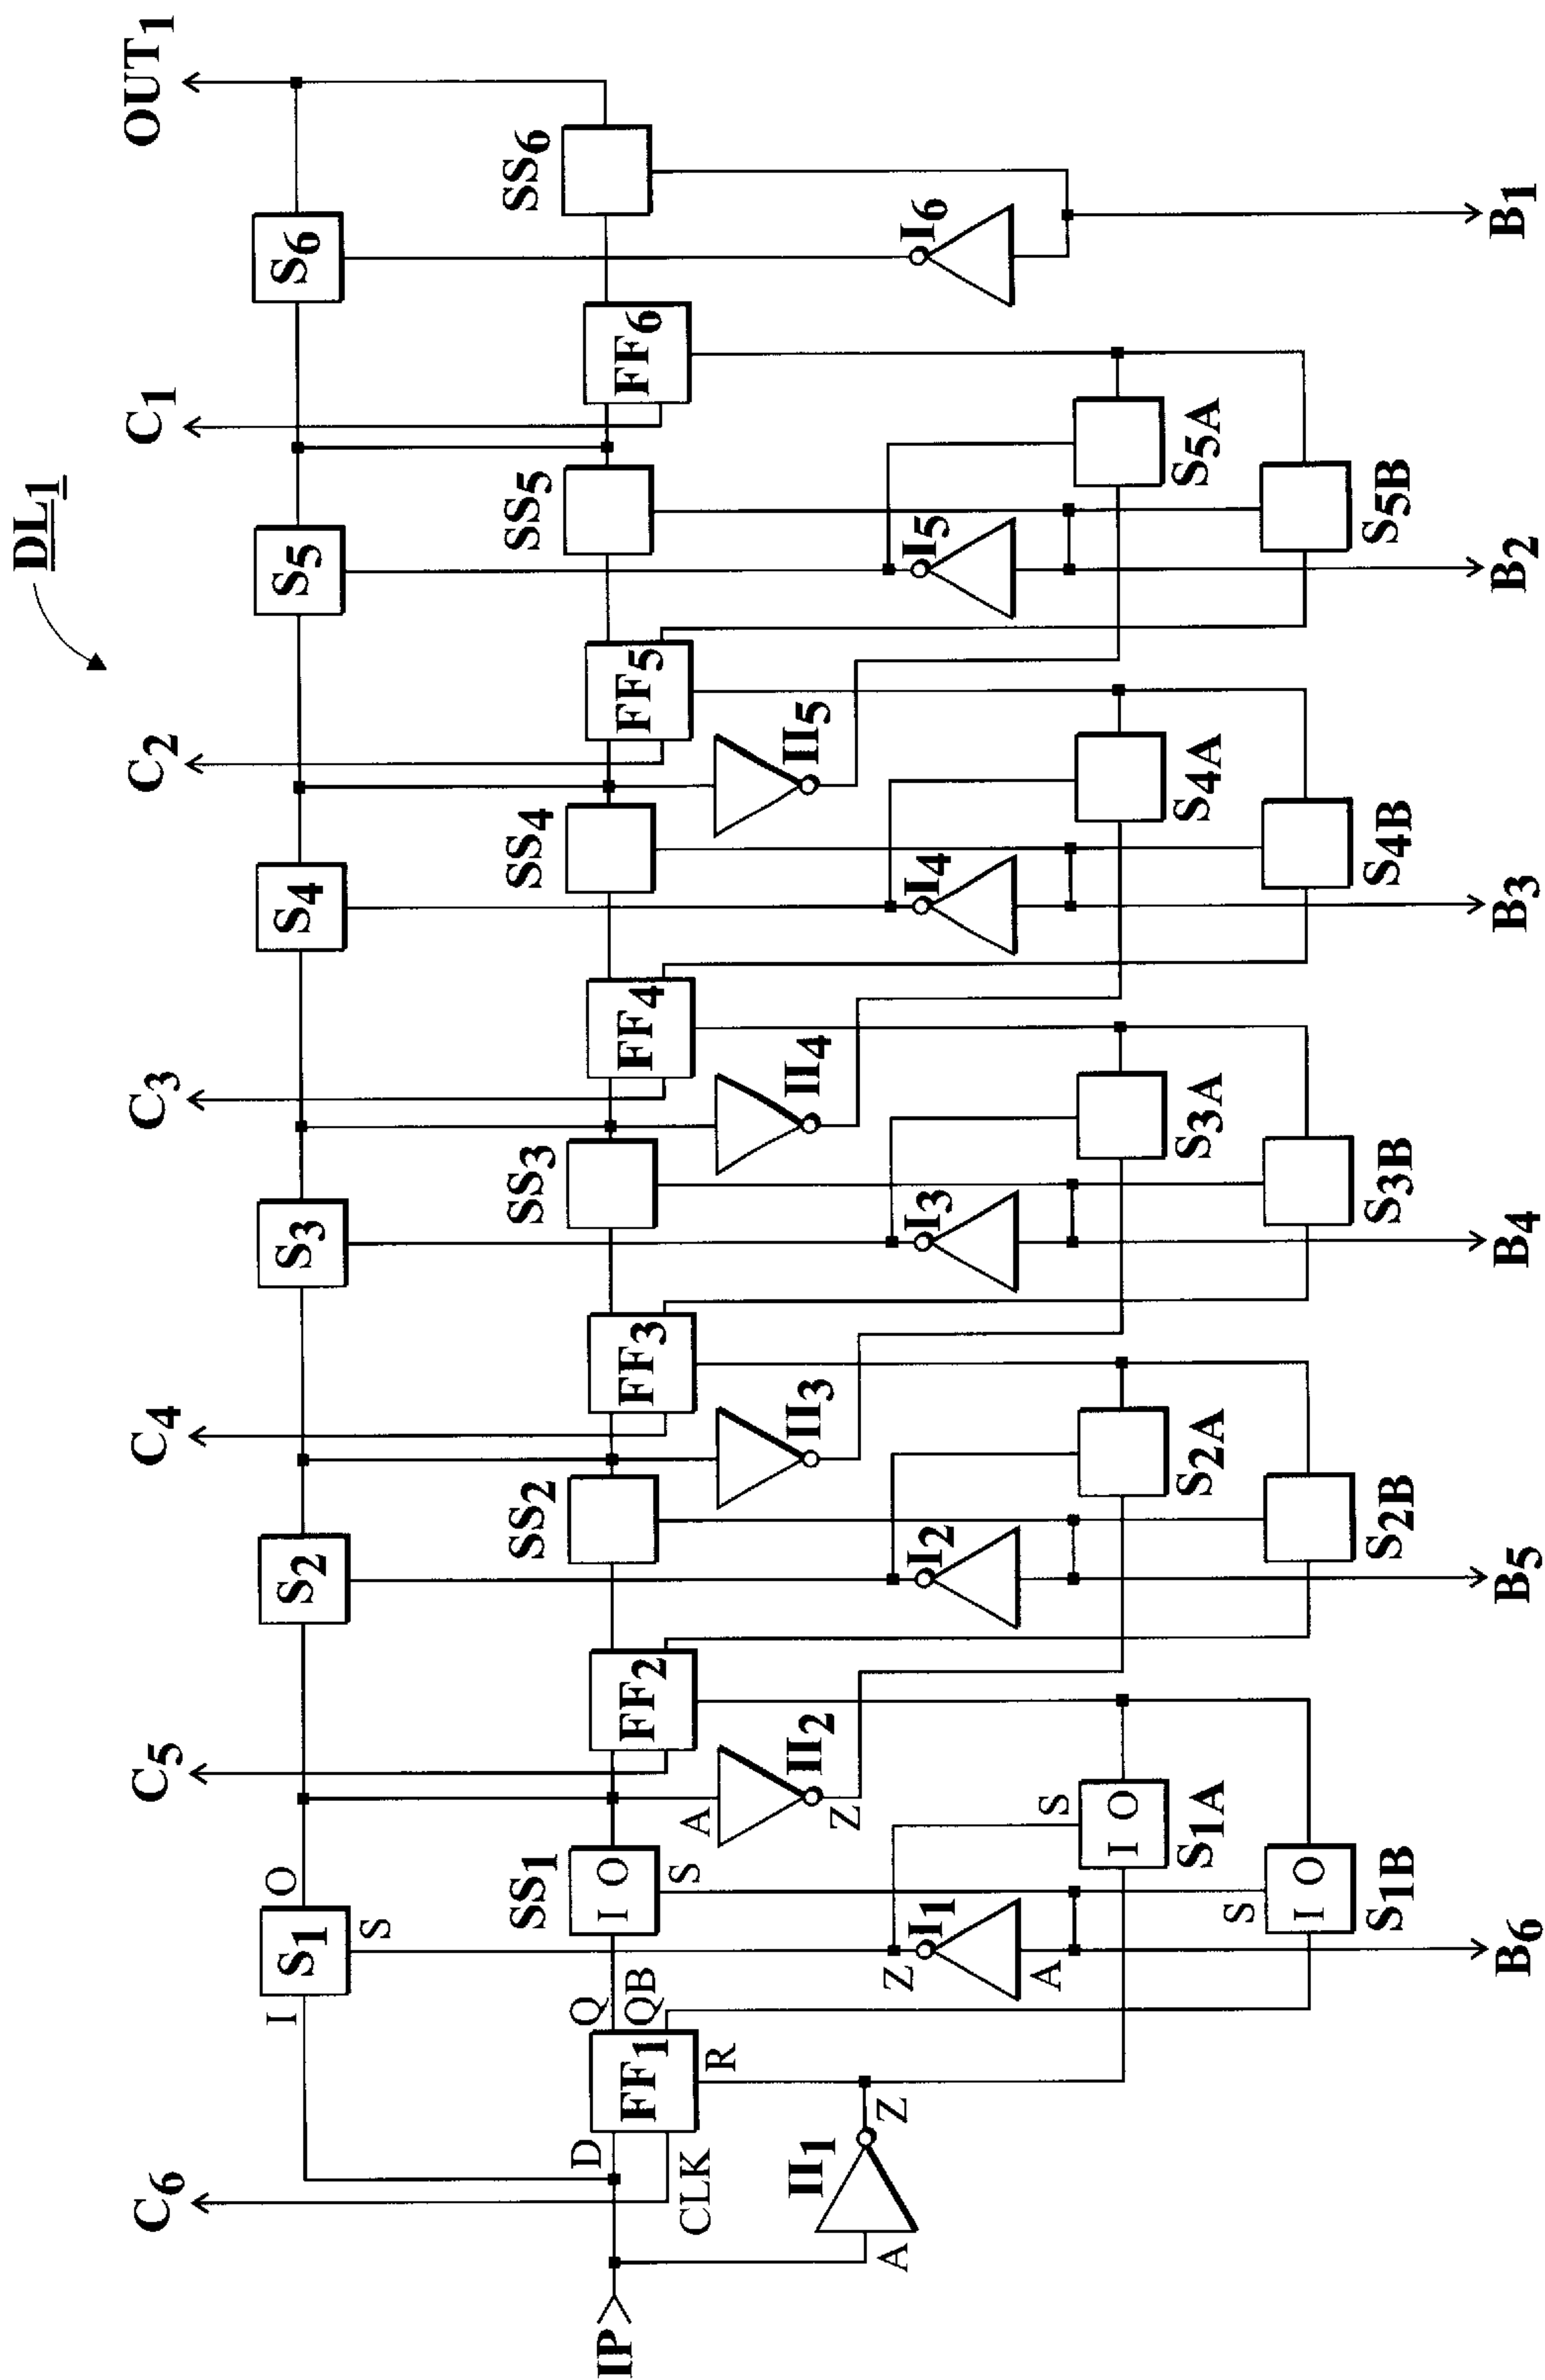 DL1
C6 C5 C4 C3 C2 C1 OUT1
I S1 O S2 S3 S4 S5 S6
S
SS1 SS2 SS3 SS4 SS5 SS6
IP D FF1 Q I O FF2 FF3 FF4 FF5 FF6
CLK R QB S
A Z II2 II3 II4 II5
II1
A Z
Z I1 I2 I3 I4 I5 I6
A
S
I O
S1A S2A S3A S4A S5A
S
I O
S1B S2B S3B S4B S5B
B6 B5 B4 B3 B2 B1